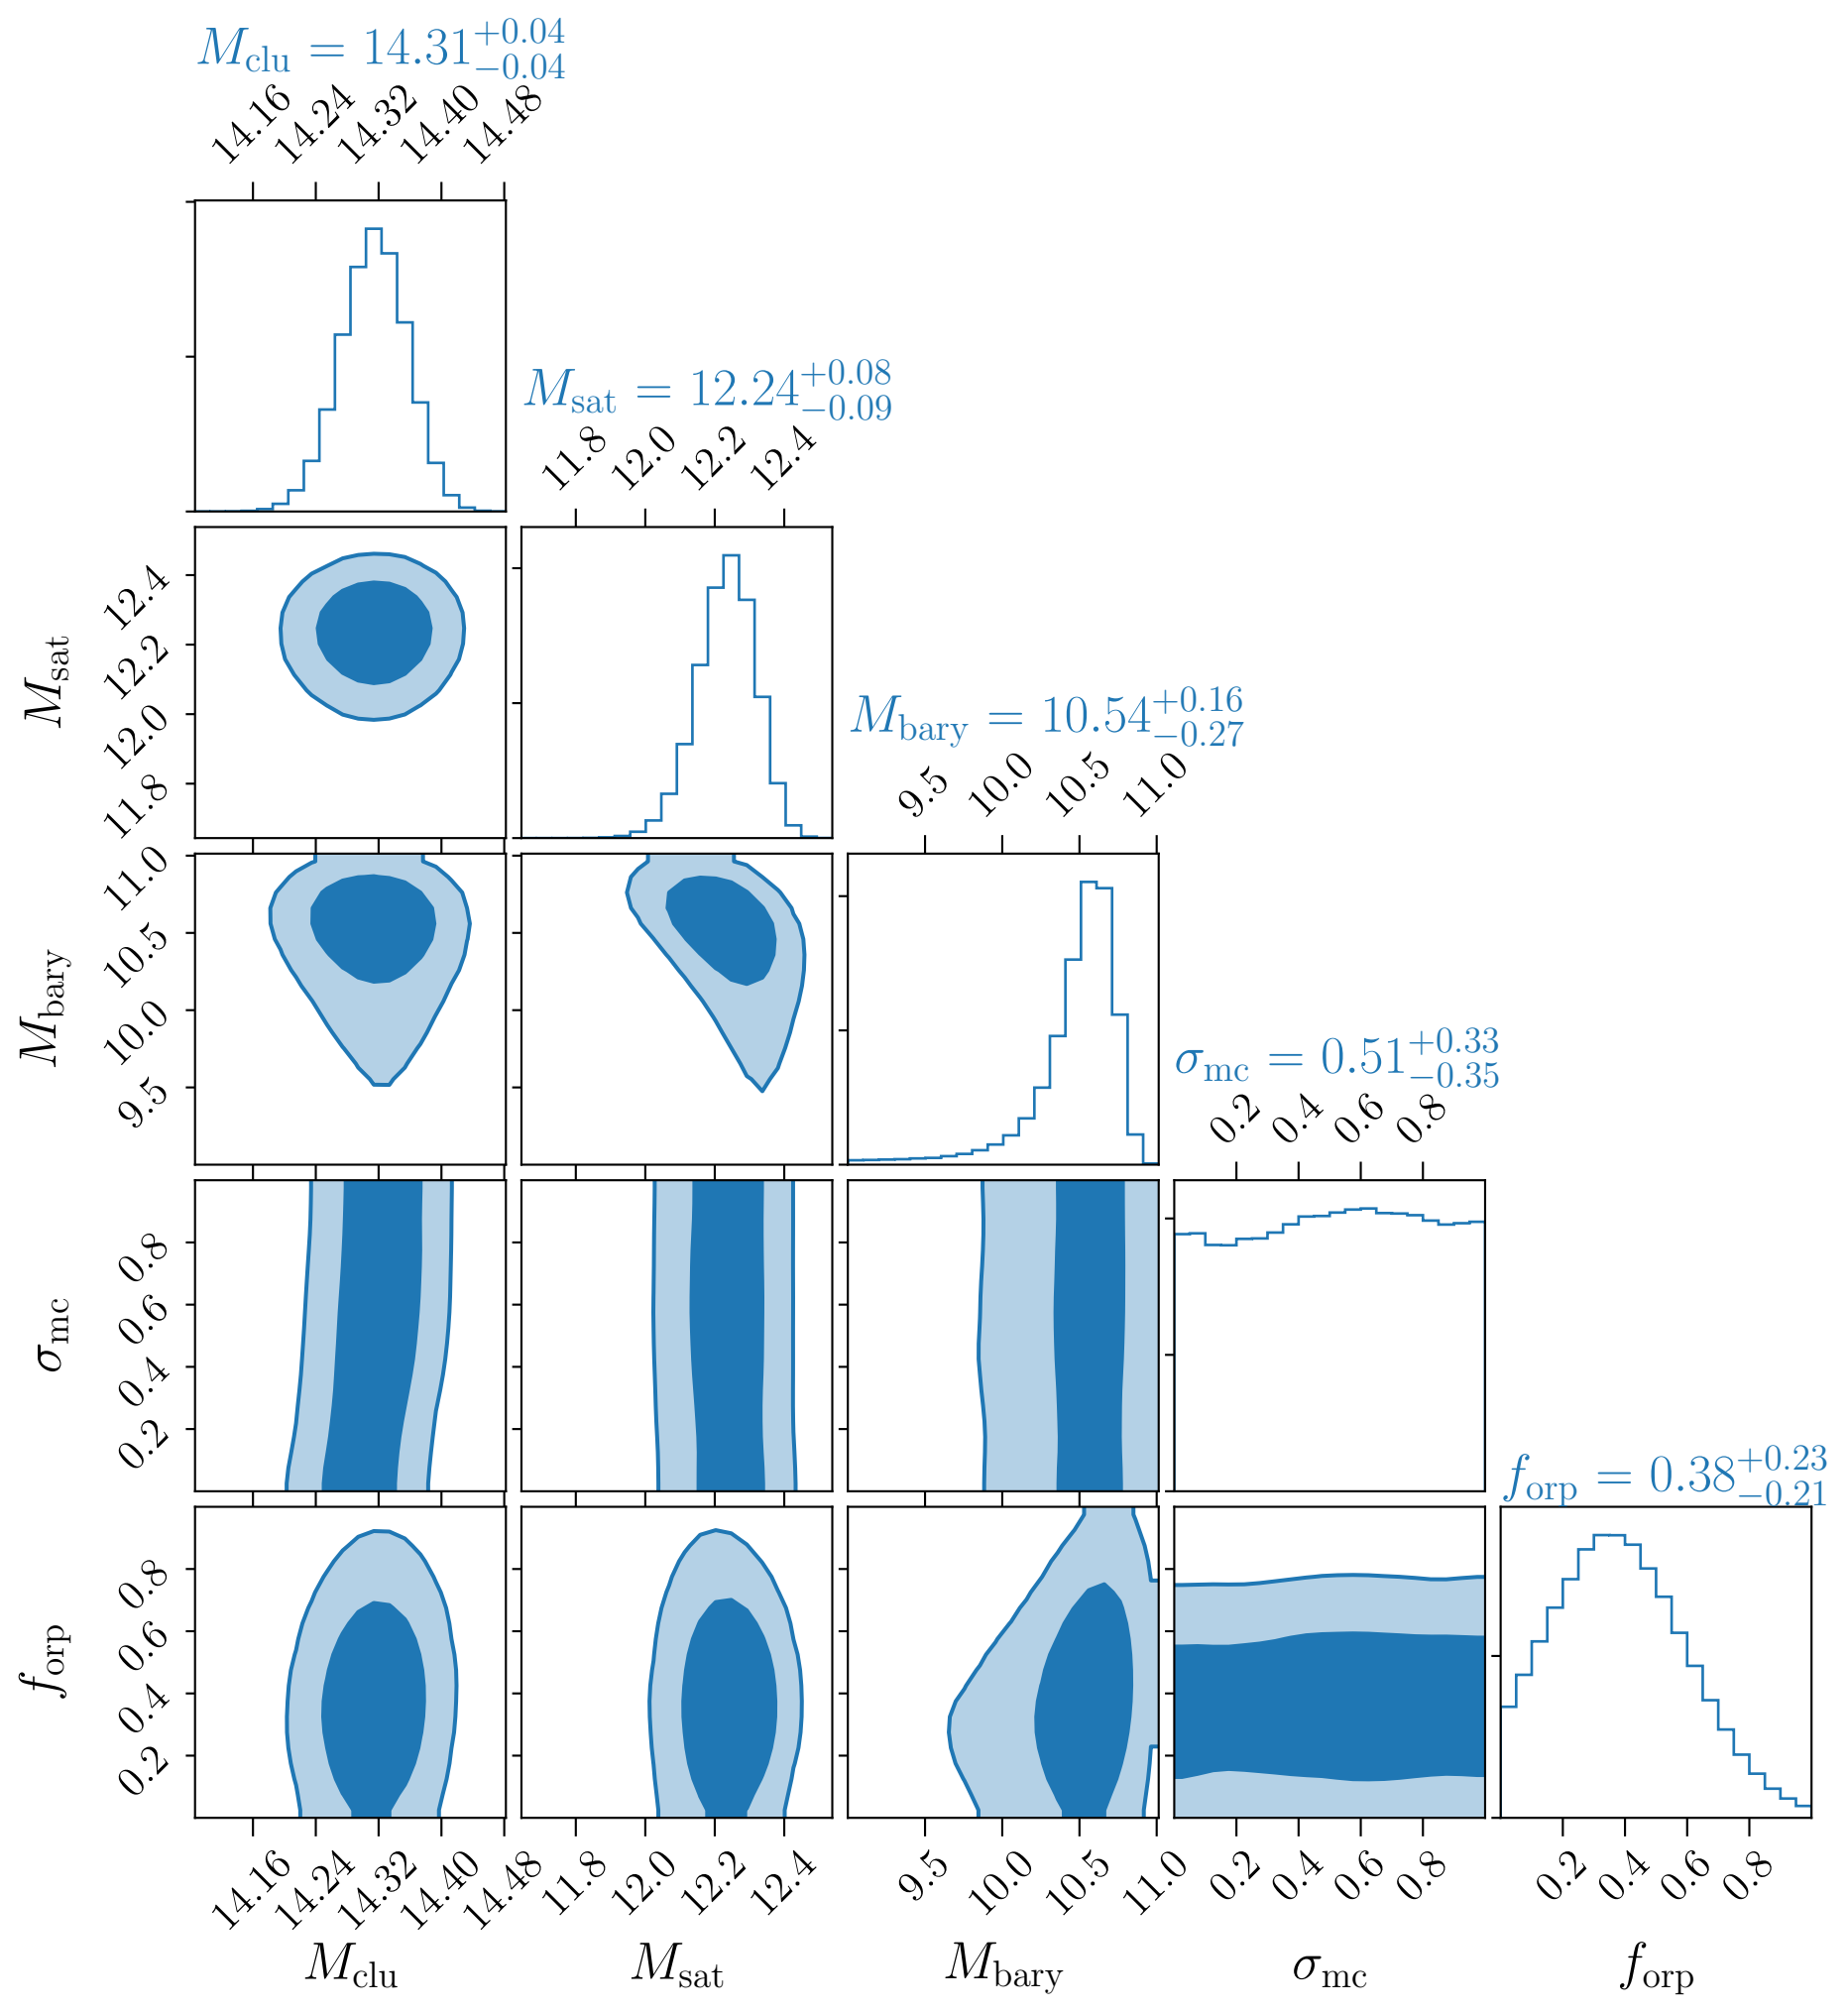 M_clu = 14.31^{+0.04}_{−0.04}
14.16 14.24 14.32 14.40 14.48
M_sat = 12.24^{+0.08}_{−0.09}
11.8 12.0 12.2 12.4
12.4
12.2
12.0
11.8
M_sat
M_bary = 10.54^{+0.16}_{−0.27}
9.5 10.0 10.5 11.0
11.0
10.5
10.0
9.5
M_bary
σ_mc = 0.51^{+0.33}_{−0.35}
0.2 0.4 0.6 0.8
0.8
0.6
0.4
0.2
σ_mc
f_orp = 0.38^{+0.23}_{−0.21}
0.8
0.6
0.4
0.2
f_orp
14.16 14.24 14.32 14.40 14.48 11.8 12.0 12.2 12.4 9.5 10.0 10.5 11.0 0.2 0.4 0.6 0.8 0.2 0.4 0.6 0.8
M_clu M_sat M_bary σ_mc f_orp